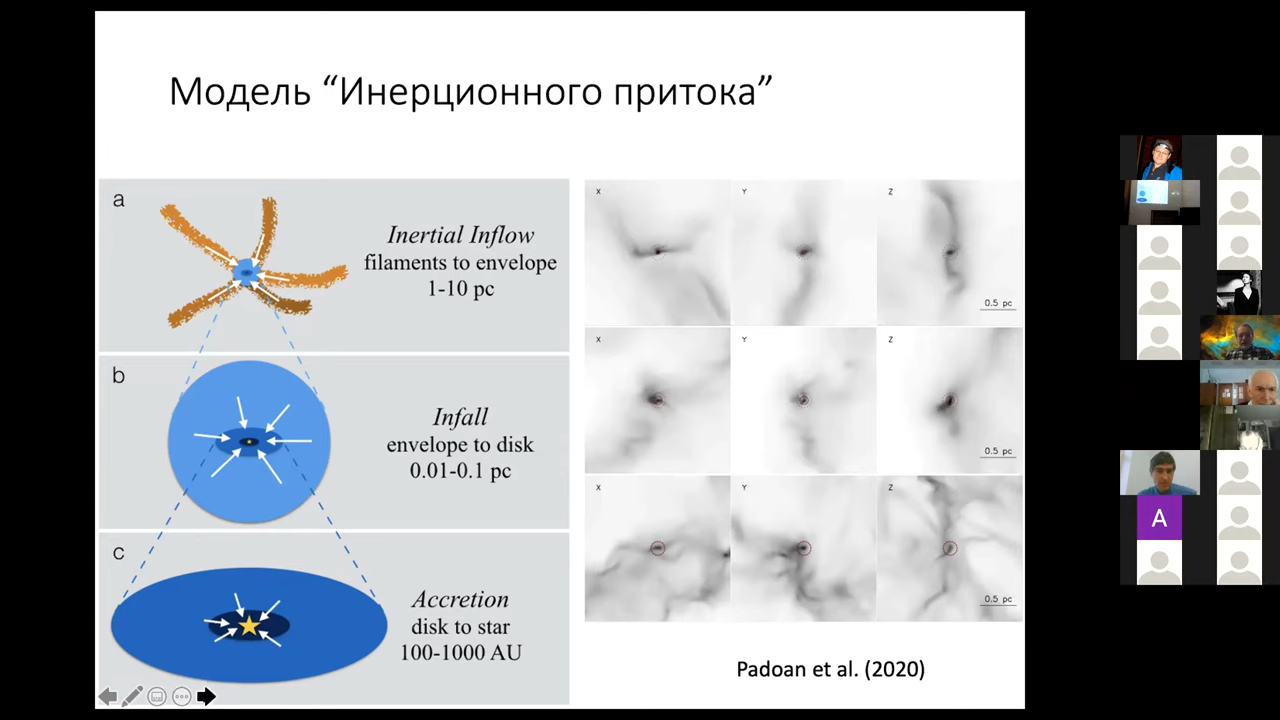 Модель “Инерционного притока”
a
Inertial Inflow
filaments to envelope
1-10 pc
b
Infall
envelope to disk
0.01-0.1 pc
c
Accretion
disk to star
100-1000 AU
X
Y
Z
0.5 pc
X
Y
Z
0.5 pc
X
Y
Z
0.5 pc
Padoan et al. (2020)
A